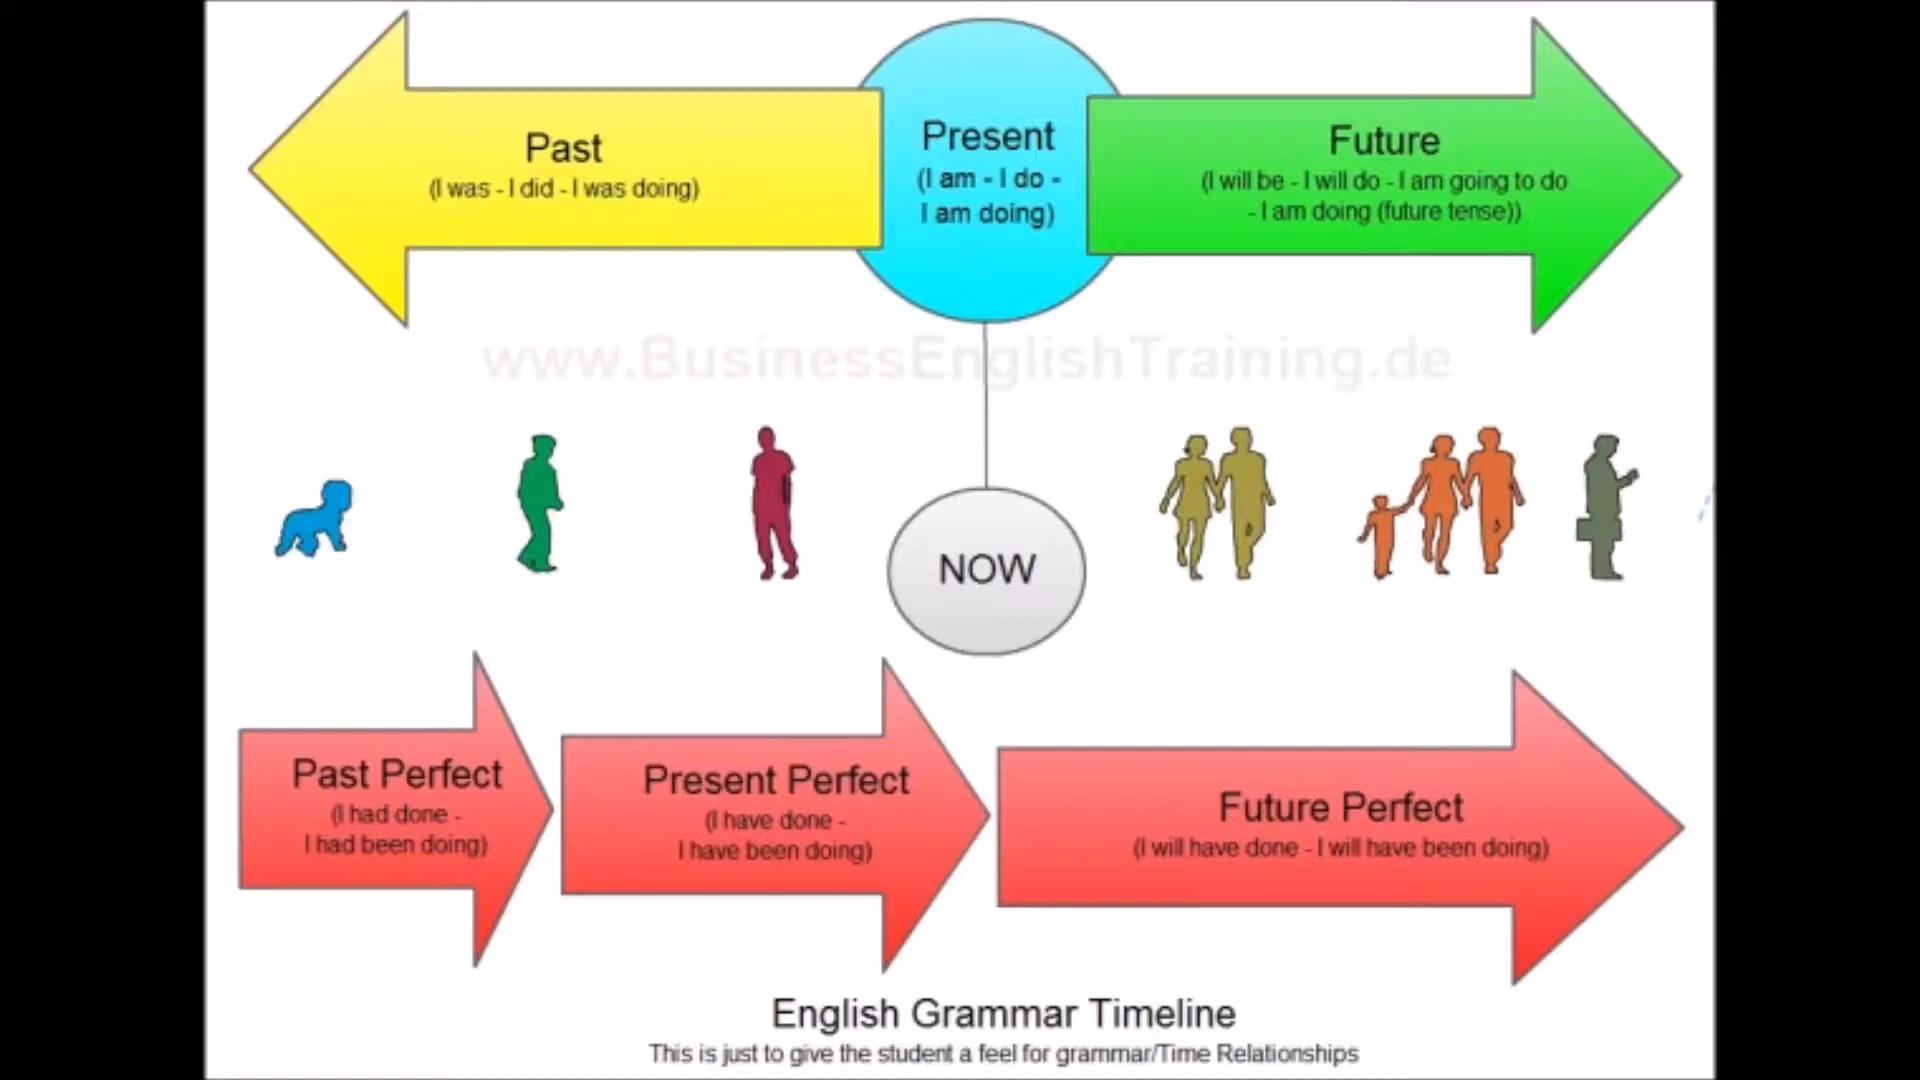 Past
(I was - I did - I was doing)
Present
(I am - I do -
I am doing)
Future
(I will be - I will do - I am going to do
- I am doing (future tense))
www.BusinessEnglishTraining.de
NOW
Past Perfect
(I had done -
I had been doing)
Present Perfect
(I have done -
I have been doing)
Future Perfect
(I will have done - I will have been doing)
English Grammar Timeline
This is just to give the student a feel for grammar/Time Relationships